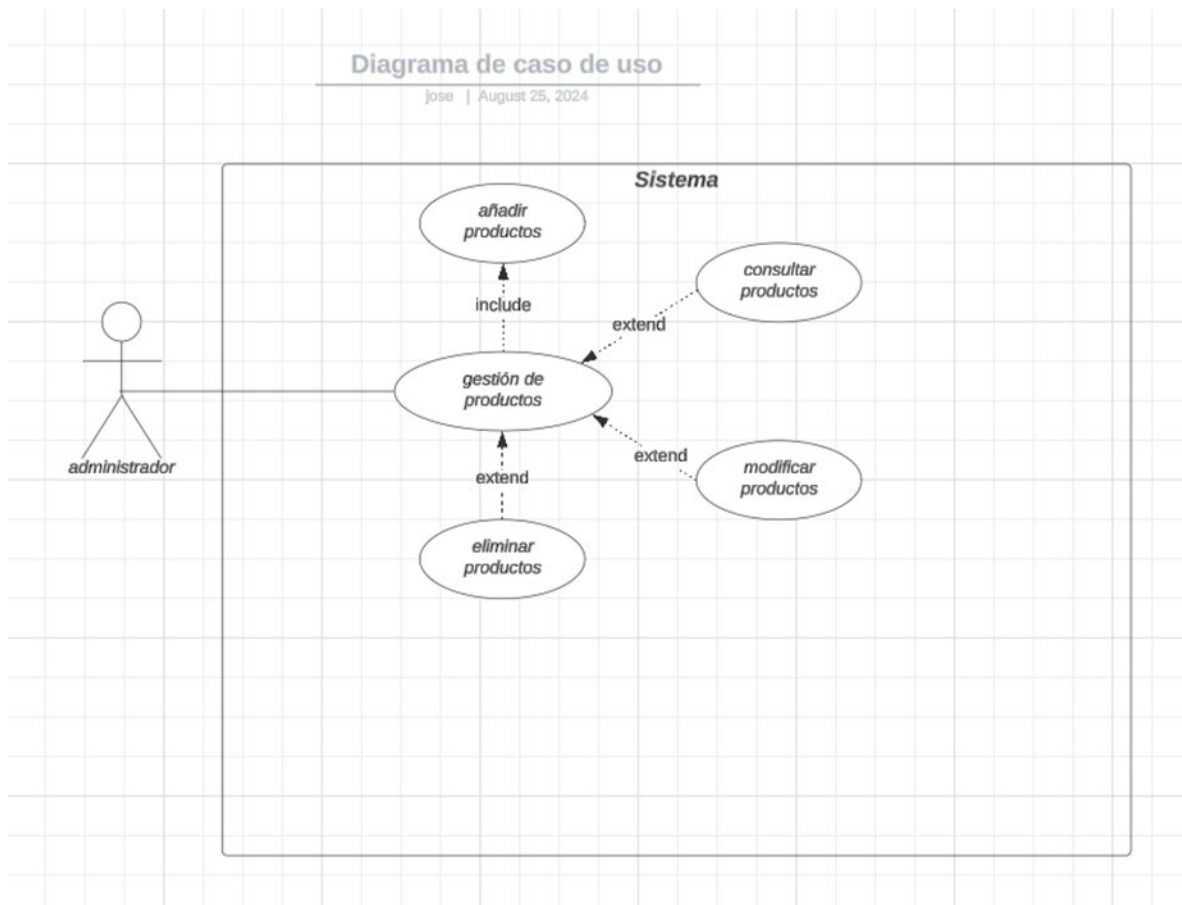 Diagrama de caso de uso
jose | August 25, 2024
Sistema
añadir
productos
consultar
productos
include
extend
gestión de
productos
extend
modificar
productos
administrador
extend
eliminar
productos